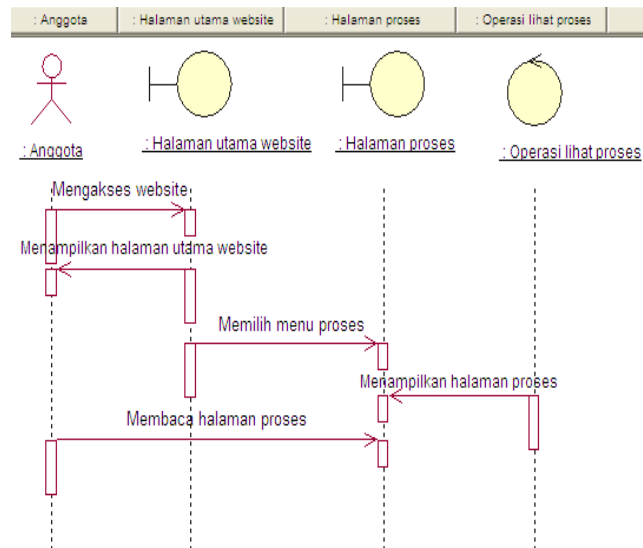 : Anggota
: Halaman utama website
: Halaman proses
: Operasi lihat proses
: Anggota
: Halaman utama website
: Halaman proses
: Operasi lihat proses
Mengakses website
Menampilkan halaman utama website
Memilih menu proses
Menampilkan halaman proses
Membaca halaman proses